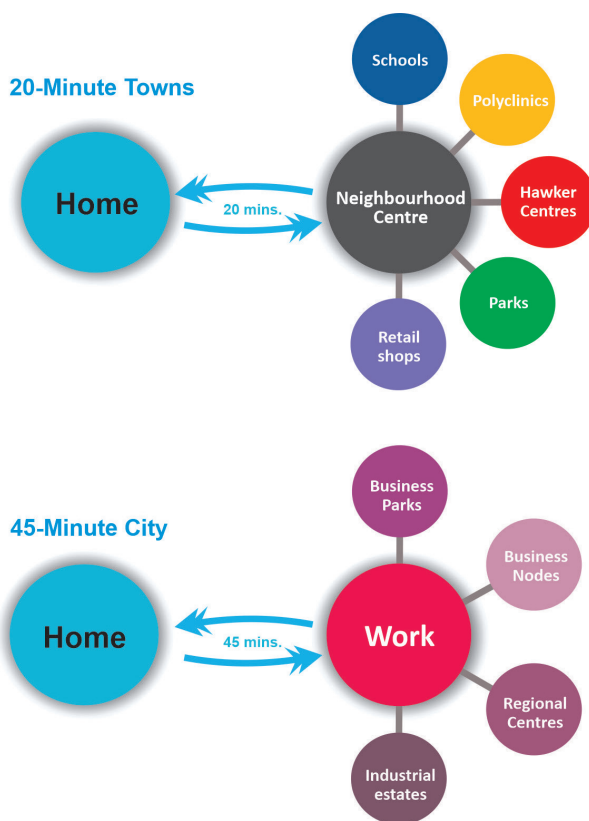 Schools
20-Minute Towns
Polyclinics
Home
20 mins.
Neighbourhood
Centre
Hawker
Centres
Parks
Retail
shops
Business
Parks
45-Minute City
Business
Nodes
Home
45 mins.
Work
Regional
Centres
Industrial
estates